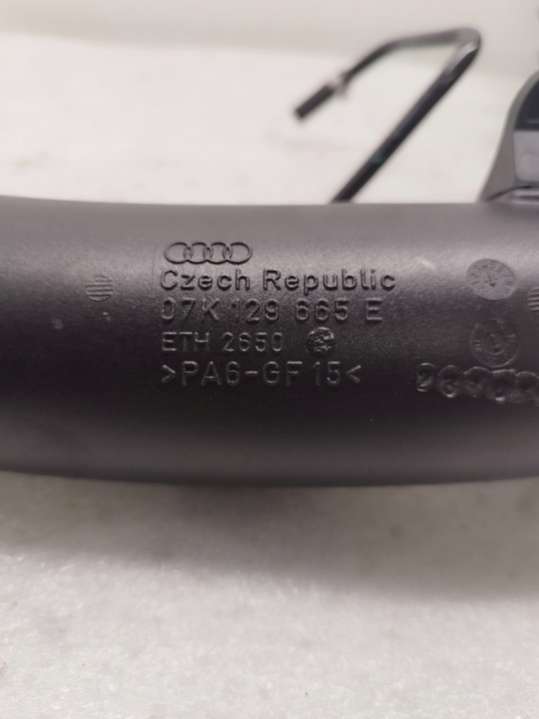 Czech Republic
07K 129 665 E
ETH 2650
>PA6-GF15<